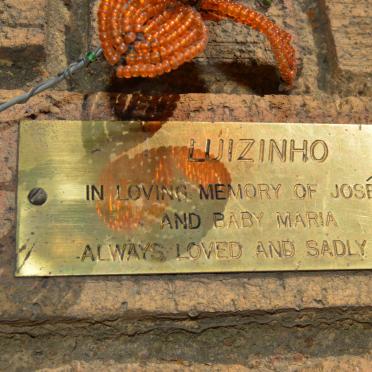 LUIZINHO
IN LOVING MEMORY OF JOSÉ
AND BABY MARIA
ALWAYS LOVED AND SADLY